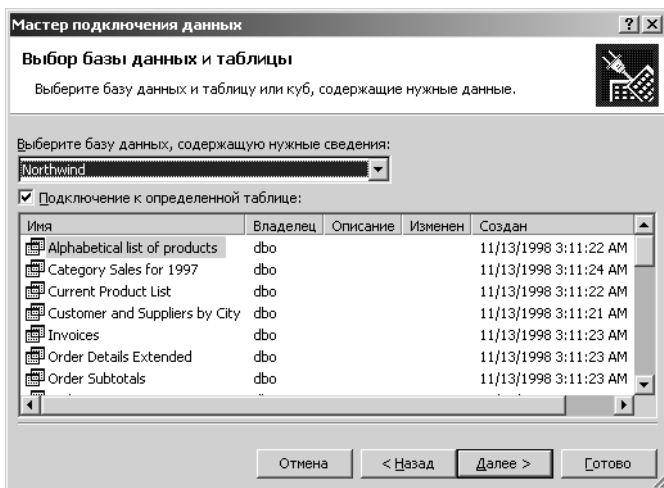 Мастер подключения данных
Выбор базы данных и таблицы
Выберите базу данных и таблицу или куб, содержащие нужные данные.
Выберите базу данных, содержащую нужные сведения:
Northwind
Подключение к определенной таблице:
Имя Владелец Описание Изменен Создан
Alphabetical list of products dbo 11/13/1998 3:11:22 AM
Category Sales for 1997 dbo 11/13/1998 3:11:24 AM
Current Product List dbo 11/13/1998 3:11:22 AM
Customer and Suppliers by City dbo 11/13/1998 3:11:21 AM
Invoices dbo 11/13/1998 3:11:23 AM
Order Details Extended dbo 11/13/1998 3:11:23 AM
Order Subtotals dbo 11/13/1998 3:11:23 AM
Отмена < Назад Далее > Готово